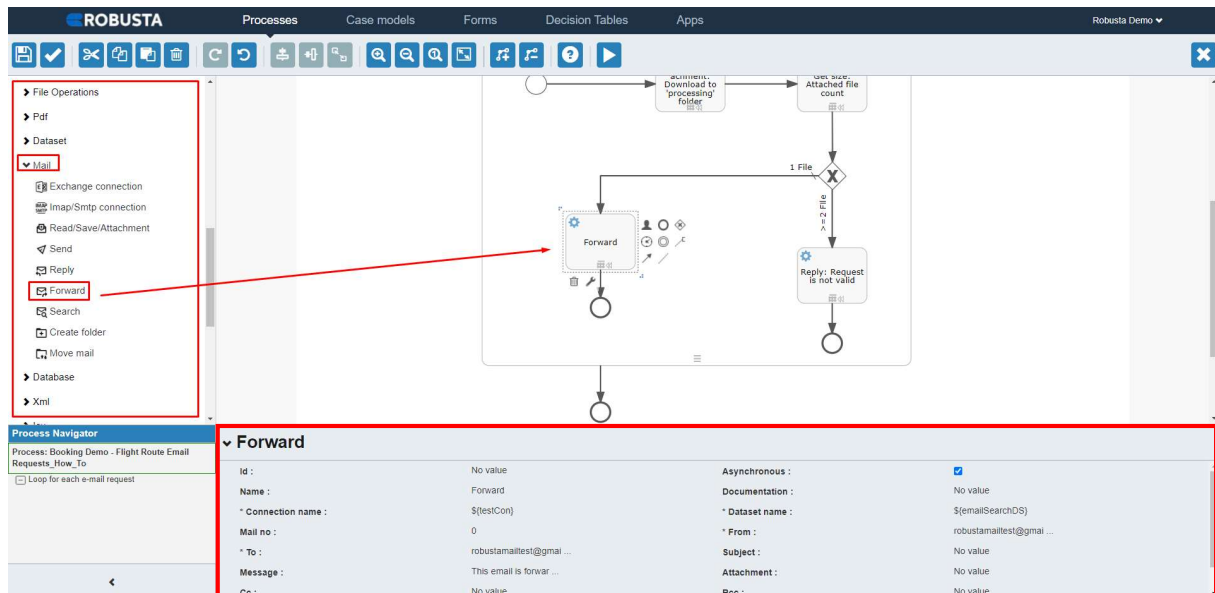 ROBUSTA
Processes
Case models
Forms
Decision Tables
Apps
Robusta Demo
File Operations
Pdf
Dataset
Mail
Exchange connection
Imap/Smtp connection
Read/Save/Attachment
Send
Reply
Forward
Search
Create folder
Move mail
Database
Xml
achment:
Download to
'processing'
folder
Get size:
Attached file
count
1 File
X
>= 2 File
Forward
Reply: Request
is not valid
Process Navigator
Process: Booking Demo - Flight Route Email
Requests_How_To
Loop for each e-mail request
Forward
Id : No value Asynchronous :
Name : Forward Documentation : No value
* Connection name : ${testCon} * Dataset name : ${emailSearchDS}
Mail no : 0 * From : robustamailtest@gmai ...
* To : robustamailtest@gmai ... Subject : No value
Message : This email is forwar ... Attachment : No value
Cc : No value Bcc : No value